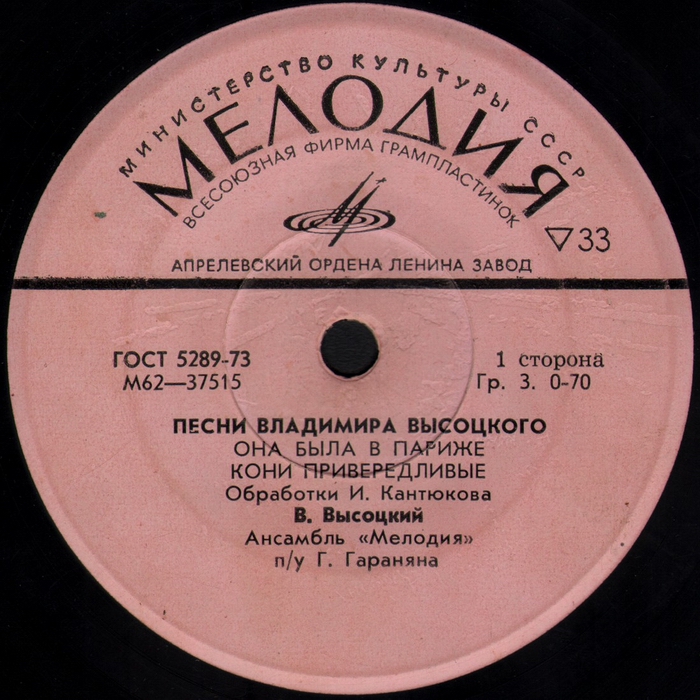 МИНИСТЕРСТВО КУЛЬТУРЫ СССР
МЕЛОДИЯ
ВСЕСОЮЗНАЯ ФИРМА ГРАМПЛАСТИНОК
▽33
АПРЕЛЕВСКИЙ ОРДЕНА ЛЕНИНА ЗАВОД
ГОСТ 5289-73
1 сторона
М62—37515
Гр. 3. 0-70
ПЕСНИ ВЛАДИМИРА ВЫСОЦКОГО
ОНА БЫЛА В ПАРИЖЕ
КОНИ ПРИВЕРЕДЛИВЫЕ
Обработки И. Кантюкова
В. Высоцкий
Ансамбль «Мелодия»
п/у Г. Гараняна